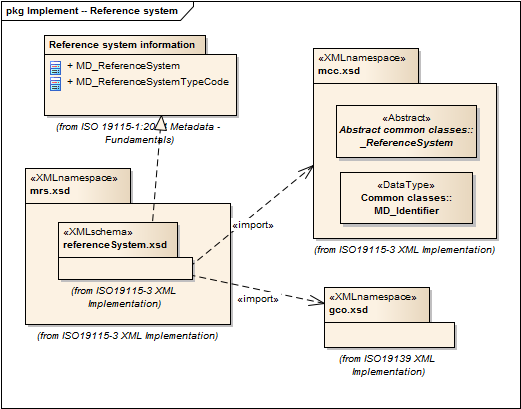 pkg Implement -- Reference system
Reference system information
+ MD_ReferenceSystem
+ MD_ReferenceSystemTypeCode
(from ISO 19115-1:20 Metadata -
Fundamentals)
«XMLnamespace»
mcc.xsd
«Abstract»
Abstract common classes::
_ReferenceSystem
«DataType»
Common classes::
MD_Identifier
(from ISO19115-3 XML Implementation)
«XMLnamespace»
mrs.xsd
«XMLschema»
referenceSystem.xsd
(from ISO19115-3 XML
Implementation)
(from ISO19115-3 XML Implementation)
«import»
«import»
«XMLnamespace»
gco.xsd
(from ISO19139 XML
Implementation)